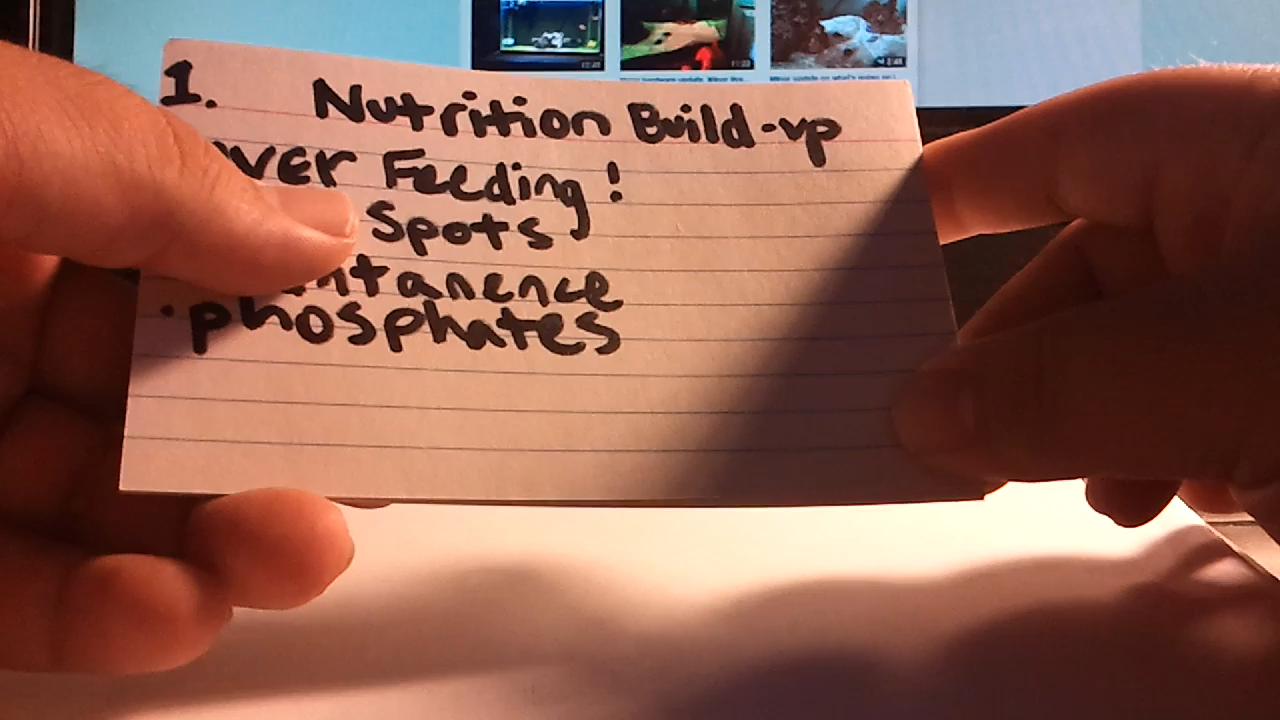 1. Nutrition Build-up
ver Feeding!
Spots
ntanence
phosphates